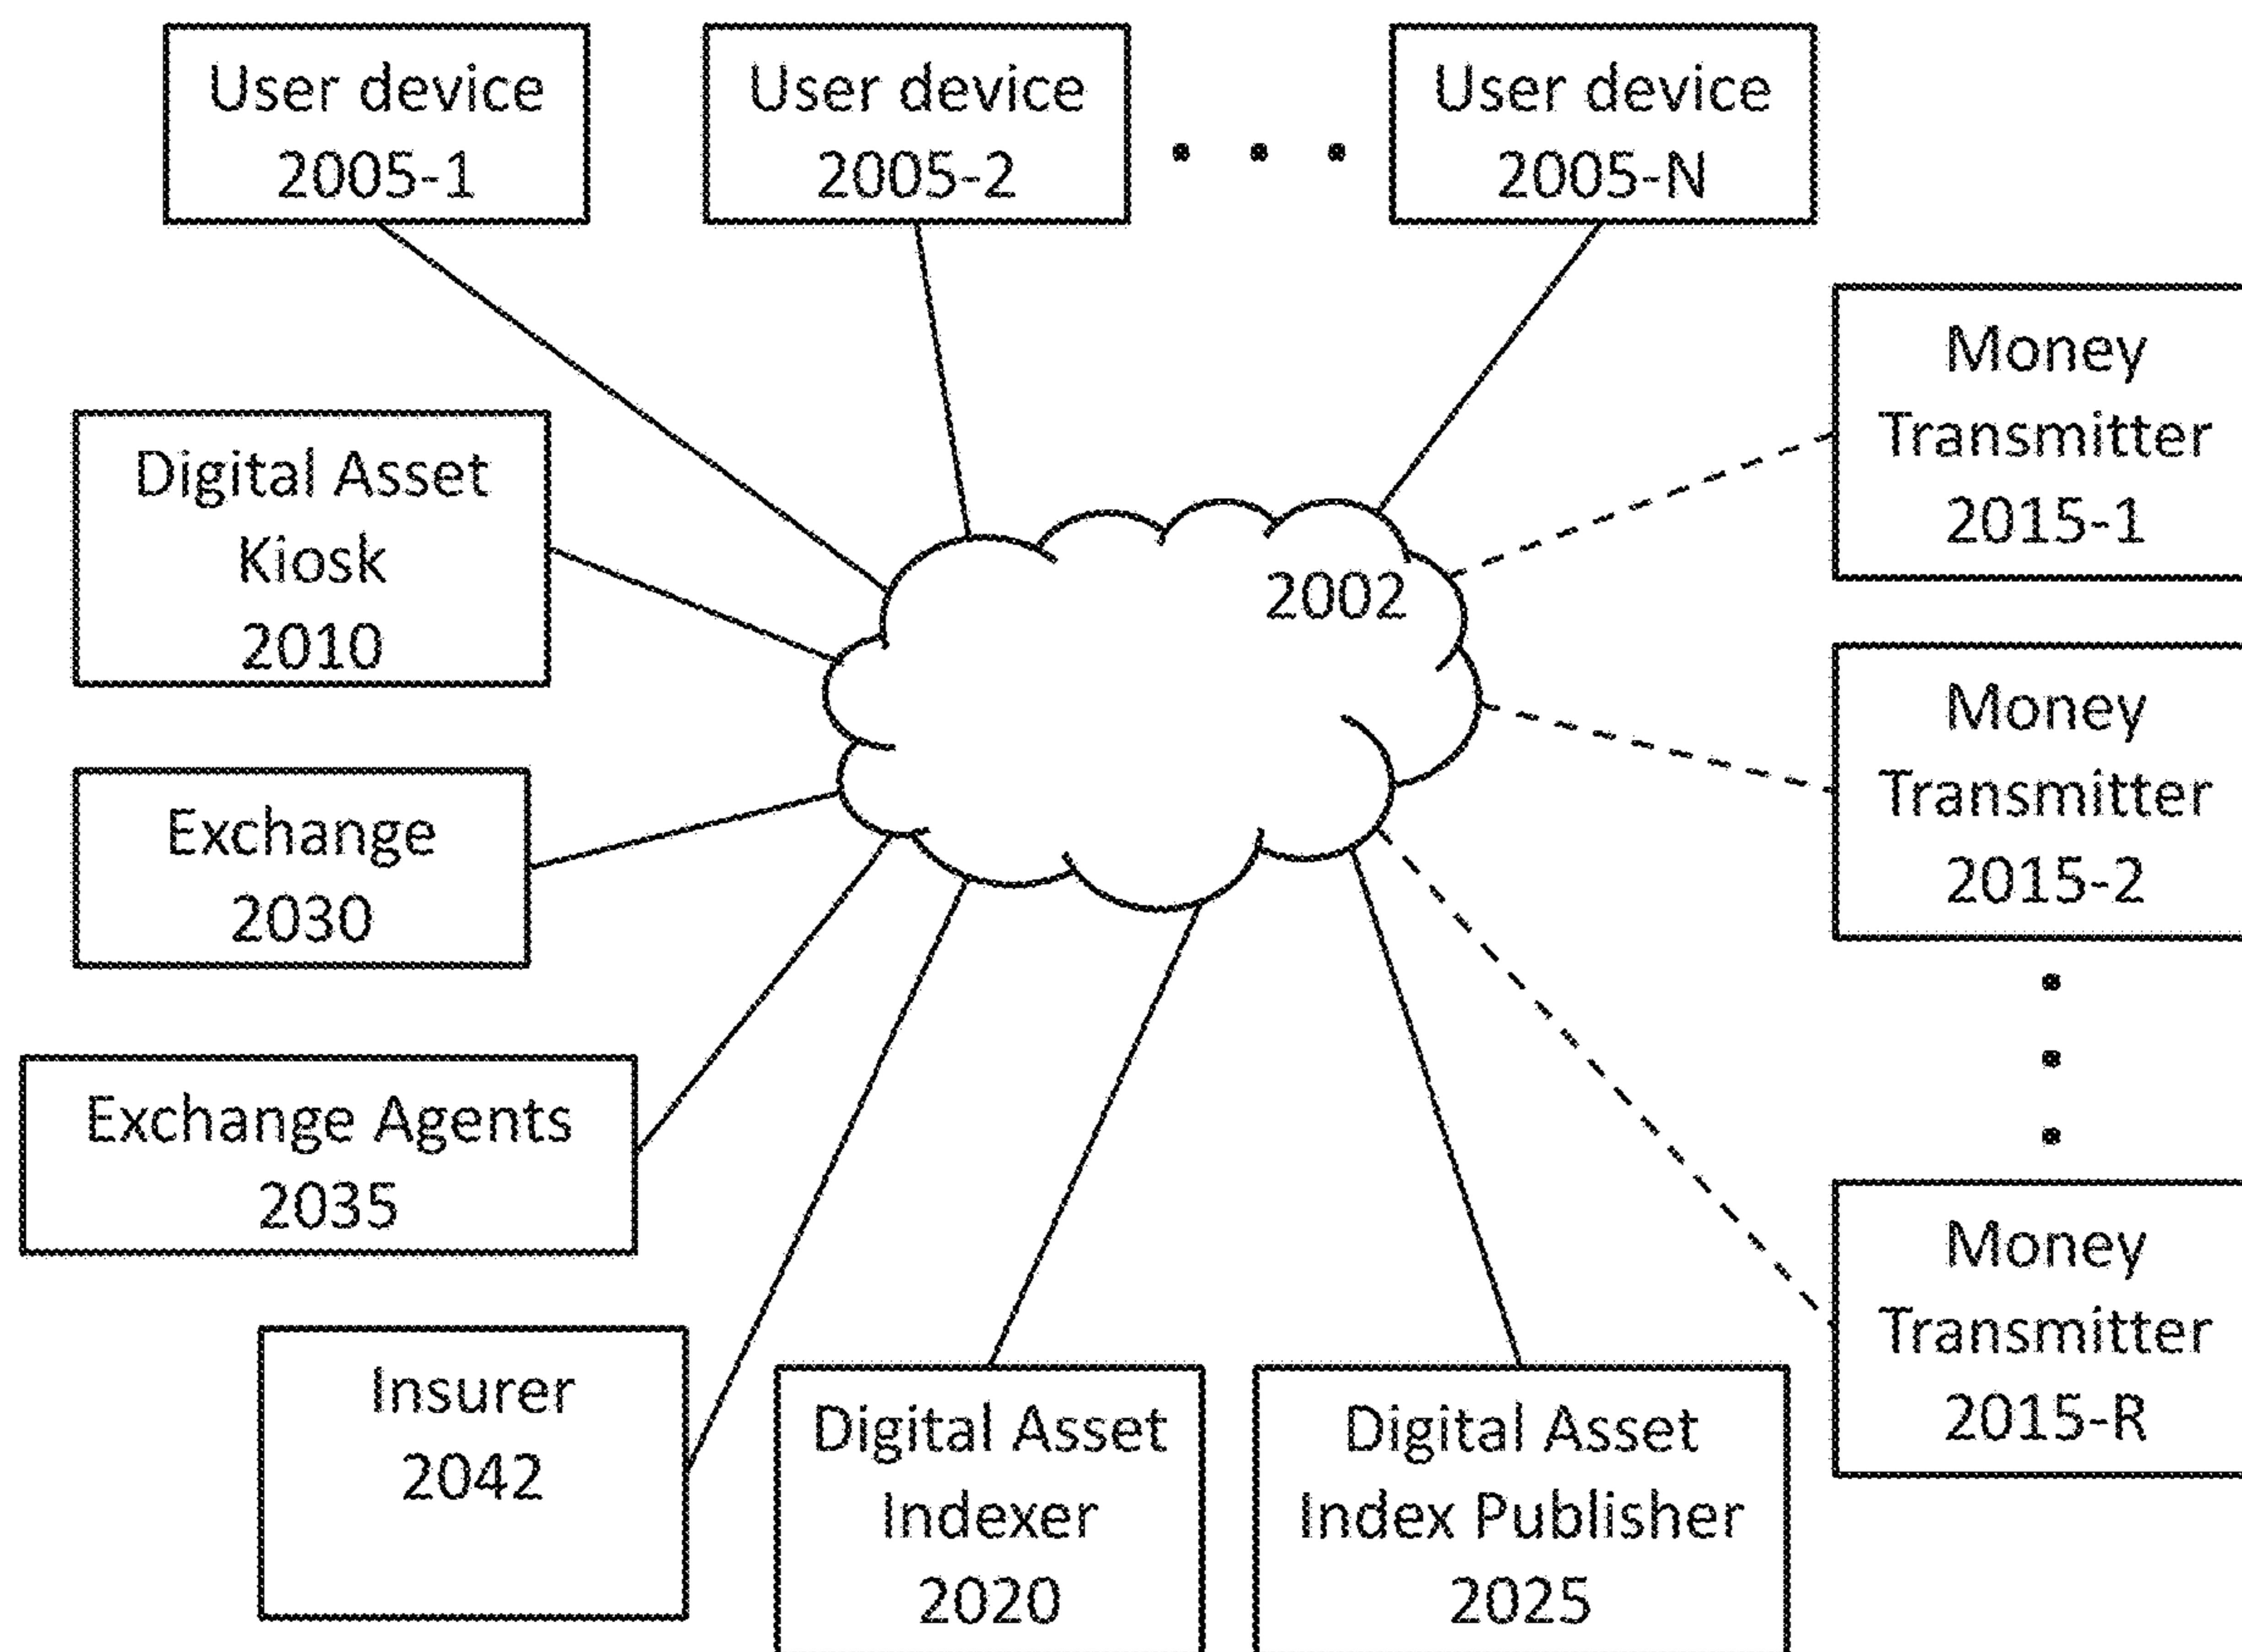 User device
2005-1
User device
2005-2
User device
2005-N
Money
Transmitter
2015-1
Digital Asset
Kiosk
2010
2002
Money
Transmitter
2015-2
Exchange
2030
Exchange Agents
2035
Money
Transmitter
2015-R
Insurer
2042
Digital Asset
Indexer
2020
Digital Asset
Index Publisher
2025